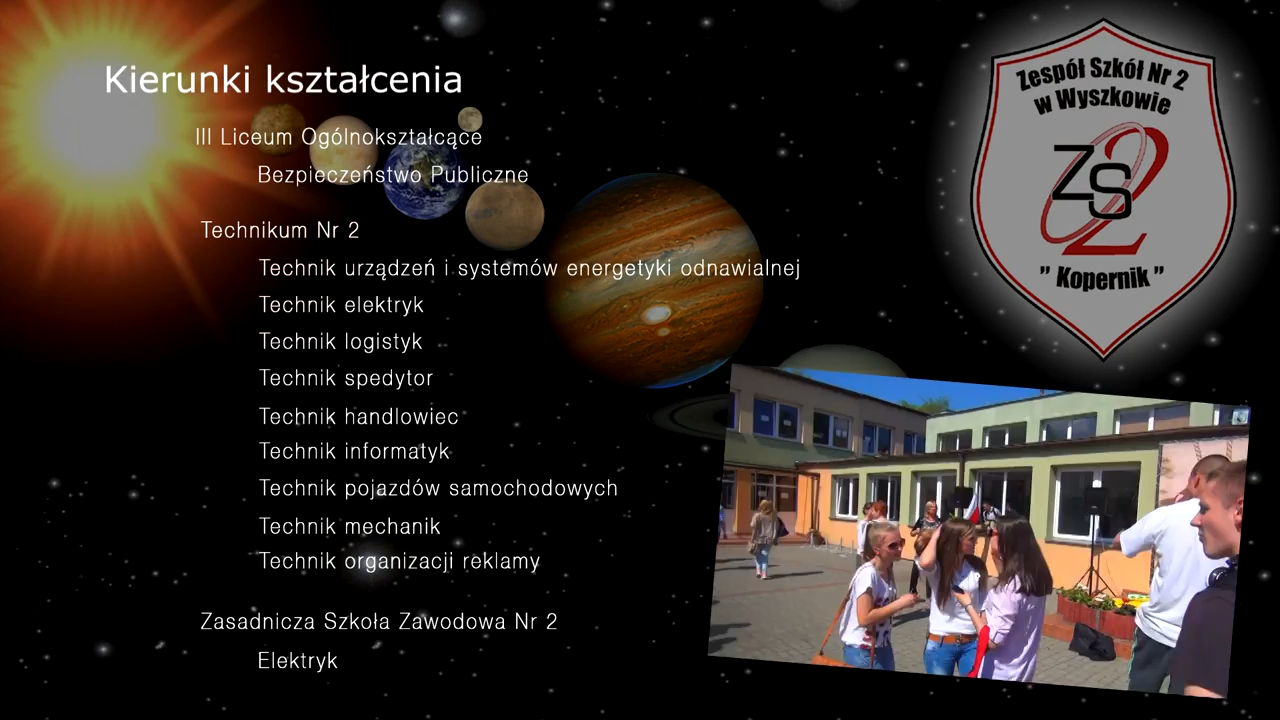 Kierunki kształcenia
III Liceum Ogólnokształcące
Bezpieczeństwo Publiczne
Technikum Nr 2
Technik urządzeń i systemów energetyki odnawialnej
Technik elektryk
Technik logistyk
Technik spedytor
Technik handlowiec
Technik informatyk
Technik pojazdów samochodowych
Technik mechanik
Technik organizacji reklamy
Zasadnicza Szkoła Zawodowa Nr 2
Elektryk
Zespół Szkół Nr 2
w Wyszkowie
ZS2
" Kopernik "